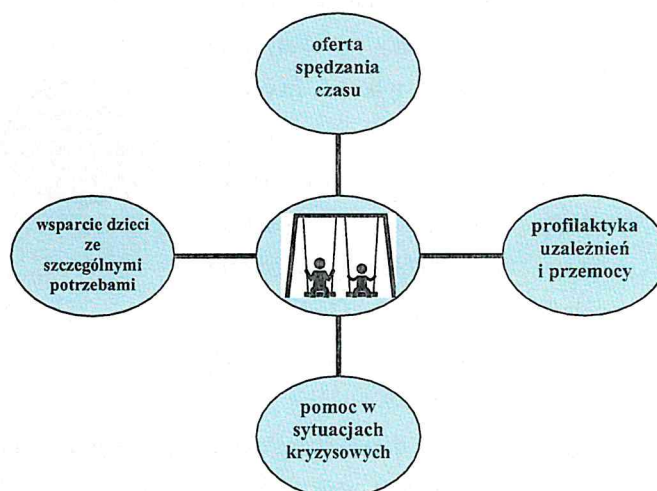 oferta
spędzania
czasu
wsparcie dzieci
ze
szczególnymi
potrzebami
profilaktyka
uzależnień
i przemocy
pomoc w
sytuacjach
kryzysowych